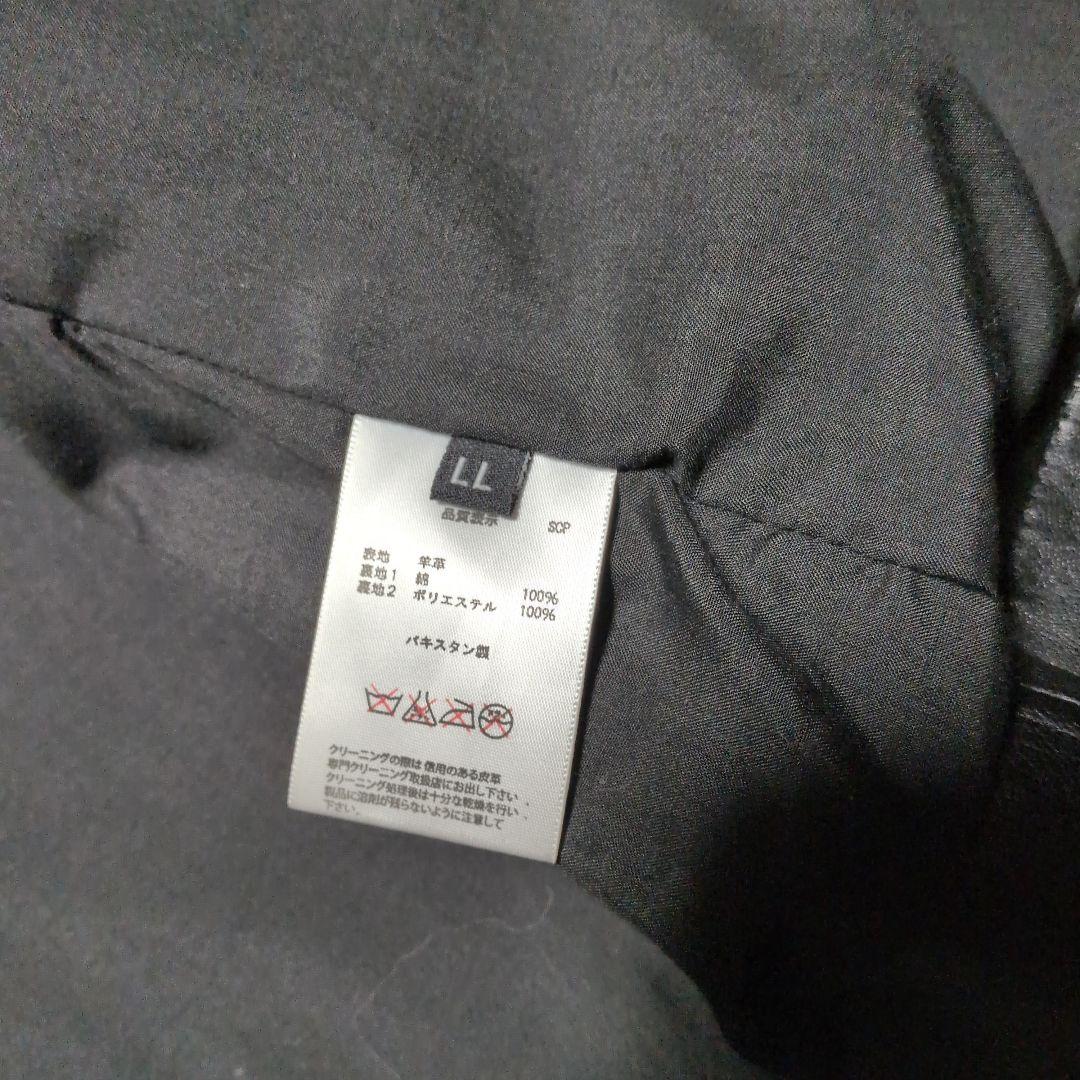 LL
品質表示 SCP
表地 羊革
裏地1 綿 100%
裏地2 ポリエステル 100%
パキスタン製
クリーニングの際は 信用のある皮革
専門クリーニング取扱店にお出し下さい.
クリーニング処理後は十分な乾燥を行い.
製品に溶剤が残らないように注意して
下さい.